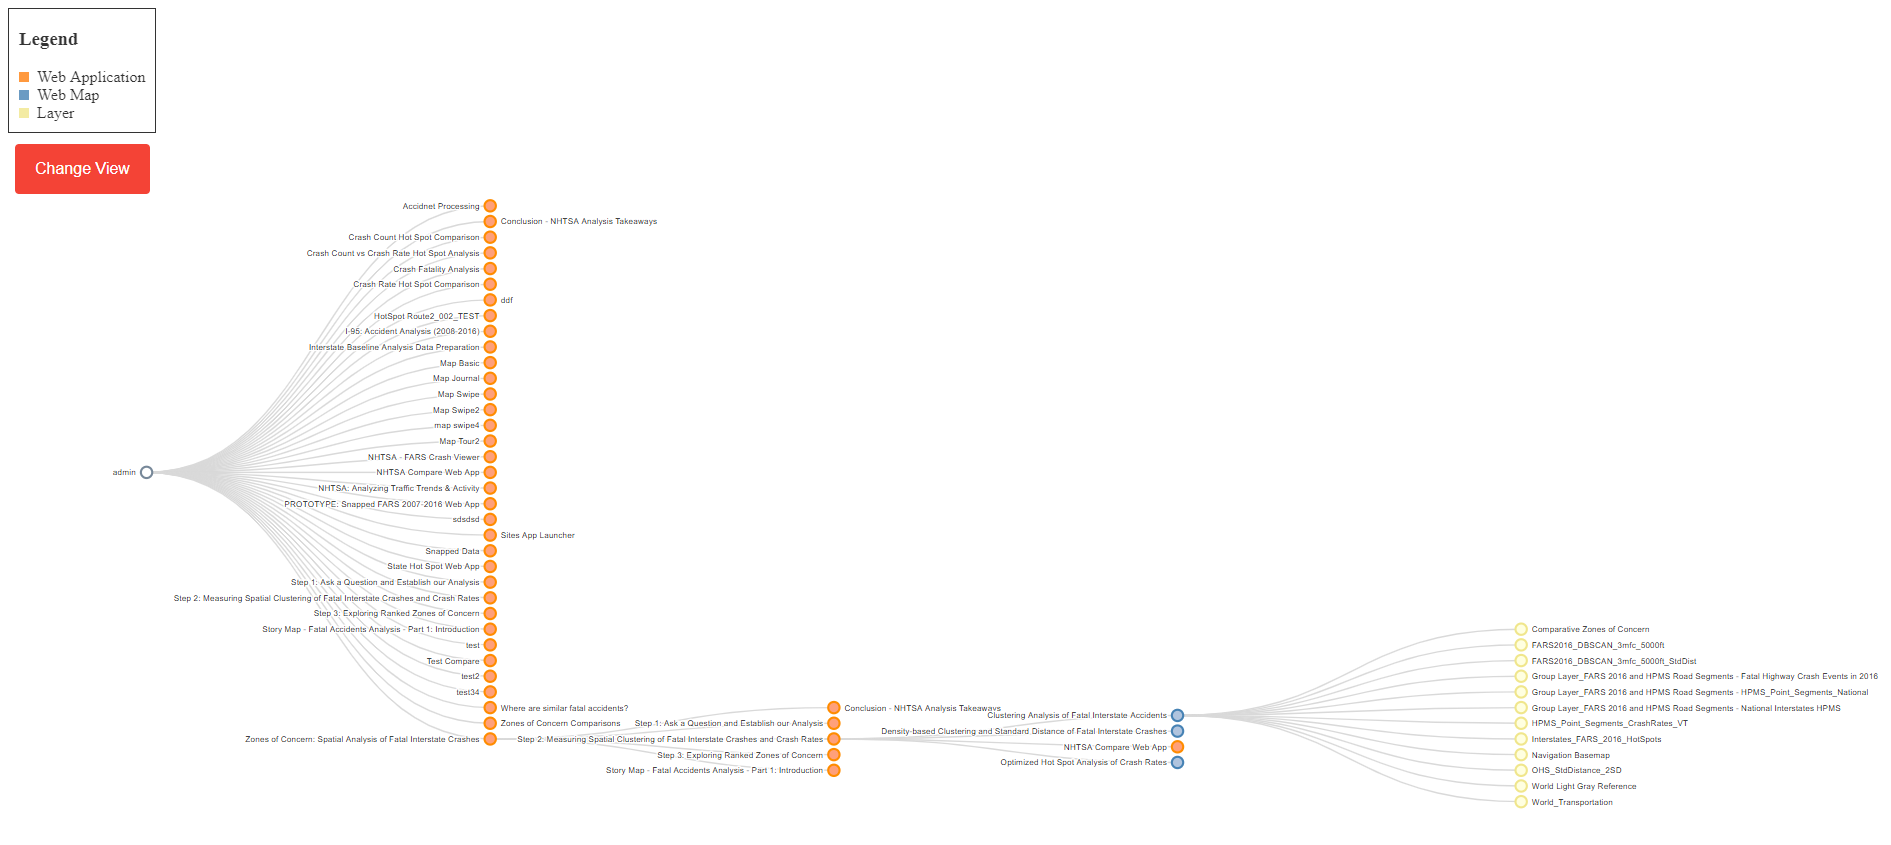 Legend
Web Application
Web Map
Layer
Change View
admin
Accidnet Processing
Conclusion - NHTSA Analysis Takeaways
Crash Count Hot Spot Comparison
Crash Count vs Crash Rate Hot Spot Analysis
Crash Fatality Analysis
Crash Rate Hot Spot Comparison
ddf
HotSpot Route2_002_TEST
I-95: Accident Analysis (2008-2016)
Interstate Baseline Analysis Data Preparation
Map Basic
Map Journal
Map Swipe
Map Swipe2
map swipe4
Map Tour2
NHTSA - FARS Crash Viewer
NHTSA Compare Web App
NHTSA: Analyzing Traffic Trends & Activity
PROTOTYPE: Snapped FARS 2007-2016 Web App
sdsdsd
Sites App Launcher
Snapped Data
State Hot Spot Web App
Step 1: Ask a Question and Establish our Analysis
Step 2: Measuring Spatial Clustering of Fatal Interstate Crashes and Crash Rates
Step 3: Exploring Ranked Zones of Concern
Story Map - Fatal Accidents Analysis - Part 1: Introduction
test
Test Compare
test2
test34
Where are similar fatal accidents?
Zones of Concern Comparisons
Zones of Concern: Spatial Analysis of Fatal Interstate Crashes
Conclusion - NHTSA Analysis Takeaways
Step 1: Ask a Question and Establish our Analysis
Step 2: Measuring Spatial Clustering of Fatal Interstate Crashes and Crash Rates
Step 3: Exploring Ranked Zones of Concern
Story Map - Fatal Accidents Analysis - Part 1: Introduction
Clustering Analysis of Fatal Interstate Accidents
Density-based Clustering and Standard Distance of Fatal Interstate Crashes
NHTSA Compare Web App
Optimized Hot Spot Analysis of Crash Rates
Comparative Zones of Concern
FARS2016_DBSCAN_3mfc_5000ft
FARS2016_DBSCAN_3mfc_5000ft_StdDist
Group Layer_FARS 2016 and HPMS Road Segments - Fatal Highway Crash Events in 2016
Group Layer_FARS 2016 and HPMS Road Segments - HPMS_Point_Segments_National
Group Layer_FARS 2016 and HPMS Road Segments - National Interstates HPMS
HPMS_Point_Segments_CrashRates_VT
Interstates_FARS_2016_HotSpots
Navigation Basemap
OHS_StdDistance_2SD
World Light Gray Reference
World_Transportation